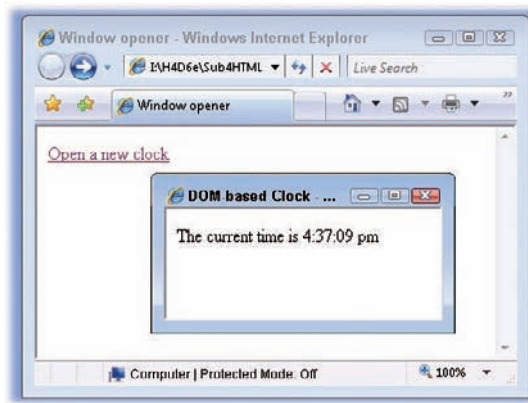 Window opener - Windows Internet Explorer
I:\H4D6e\Sub4HTML
Live Search
Window opener
Open a new clock
DOM-based Clock - ...
The current time is 4:37:09 pm
Computer | Protected Mode: Off
100%